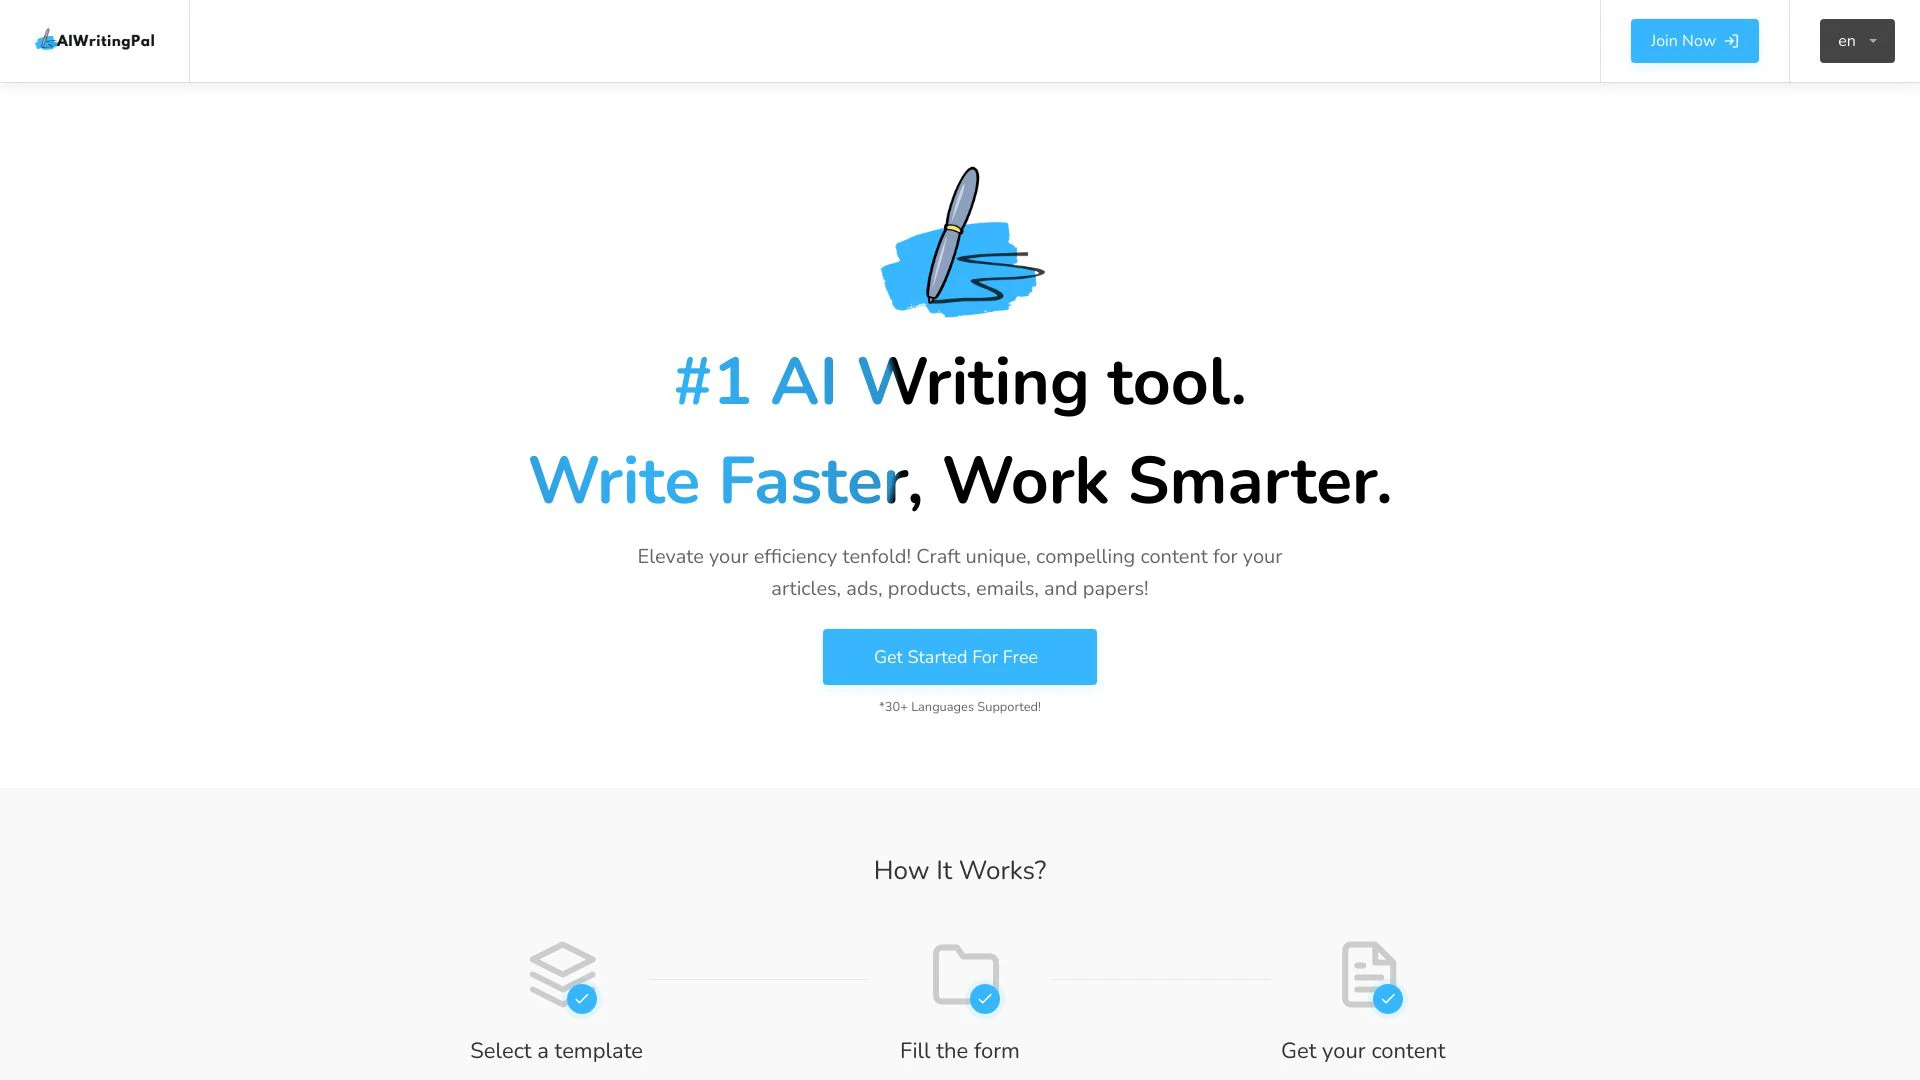 AIWritingPal
Join Now
en
#1 AI Writing tool.
Write Faster, Work Smarter.
Elevate your efficiency tenfold! Craft unique, compelling content for your
articles, ads, products, emails, and papers!
Get Started For Free
*30+ Languages Supported!
How It Works?
Select a template
Fill the form
Get your content